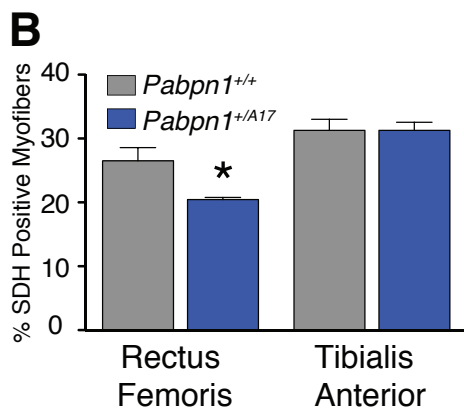 B
% SDH Positive Myofibers
40
30
20
10
0
Pabpn1+/+
Pabpn1+/A17
*
Rectus
Femoris
Tibialis
Anterior